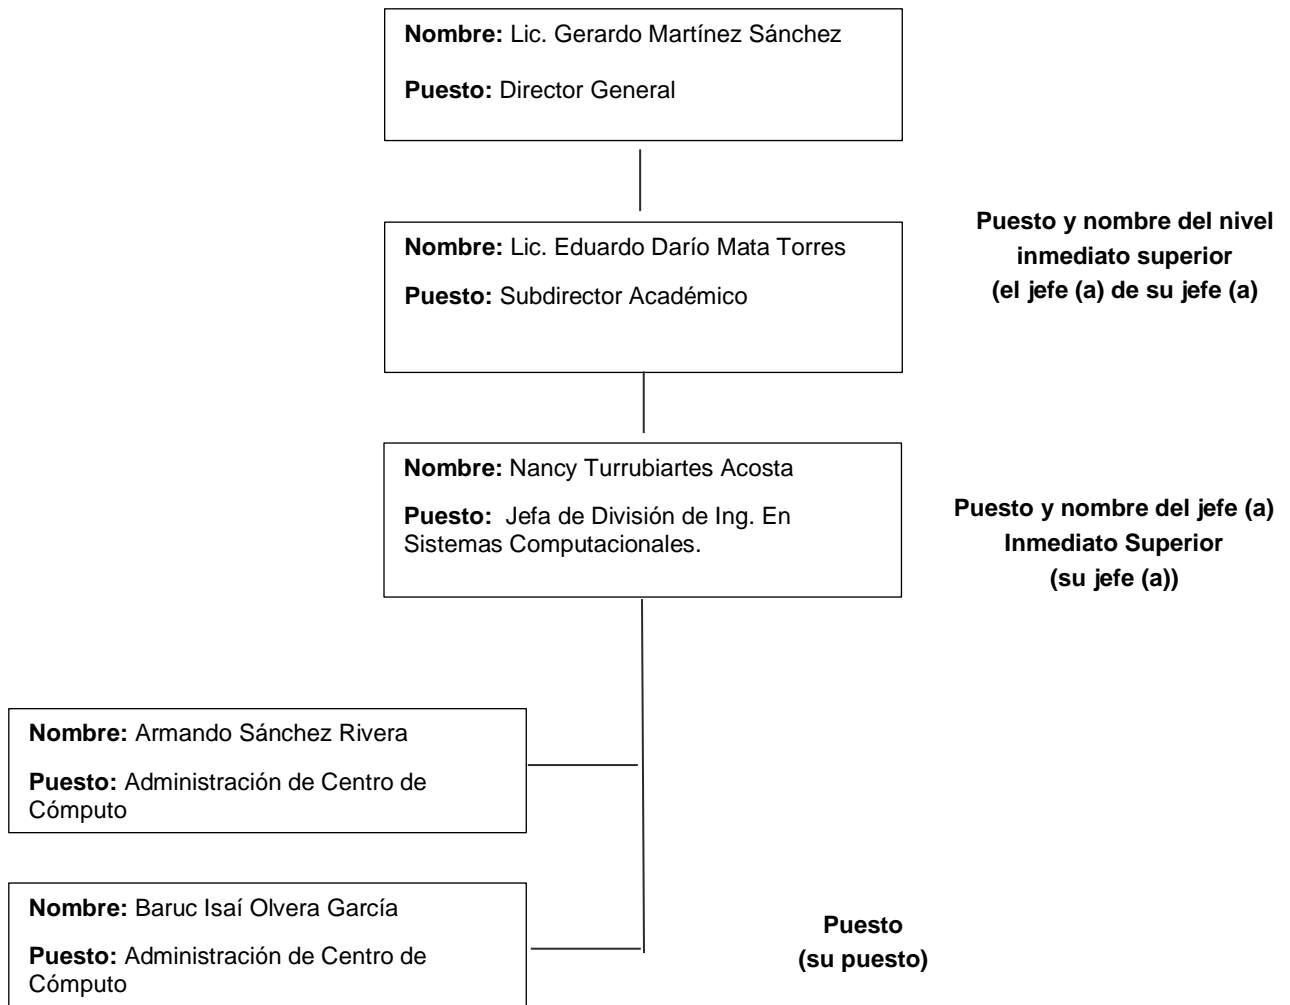 Nombre: Lic. Gerardo Martínez Sánchez
Puesto: Director General
Nombre: Lic. Eduardo Darío Mata Torres
Puesto: Subdirector Académico
Puesto y nombre del nivel
inmediato superior
(el jefe (a) de su jefe (a)
Nombre: Nancy Turrubiartes Acosta
Puesto: Jefa de División de Ing. En
Sistemas Computacionales.
Puesto y nombre del jefe (a)
Inmediato Superior
(su jefe (a))
Nombre: Armando Sánchez Rivera
Puesto: Administración de Centro de
Cómputo
Nombre: Baruc Isaí Olvera García
Puesto: Administración de Centro de
Cómputo
Puesto
(su puesto)